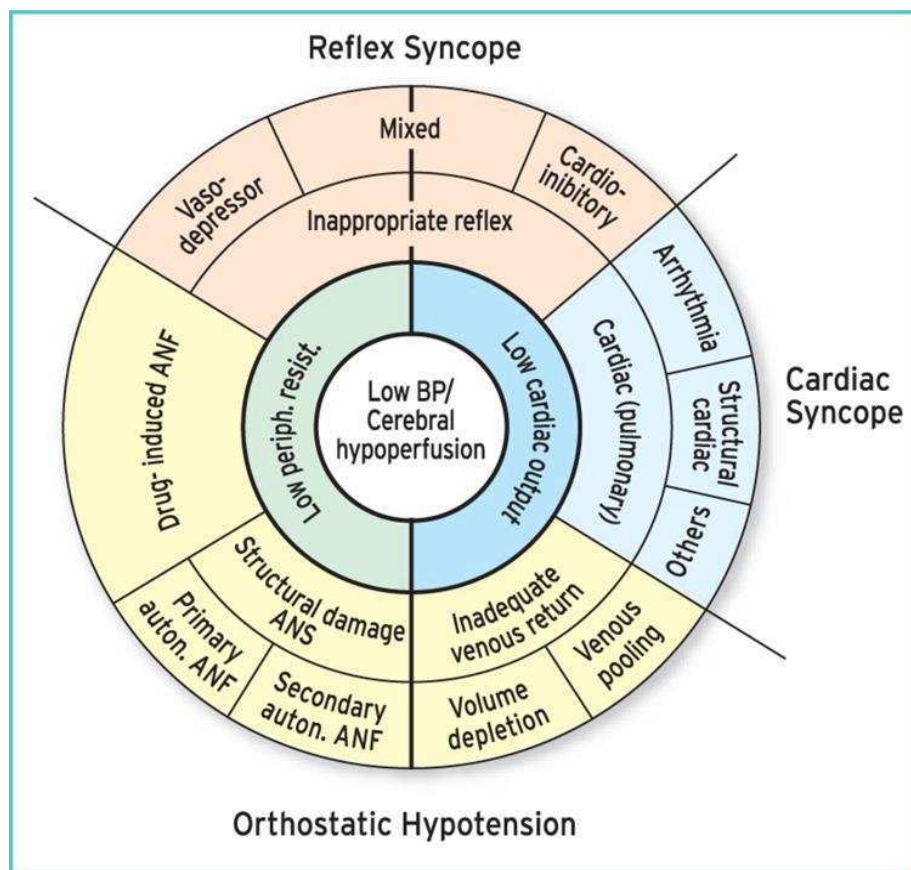 Reflex Syncope
Mixed
Vaso-
depressor
Cardio-
inibitory
Inappropriate reflex
Arrhythmia
Structural
cardiac
Others
Cardiac (pulmonary)
Cardiac
Syncope
Low periph. resist.
Low cardiac output
Low BP/
Cerebral
hypoperfusion
Drug- induced ANF
Structural damage
ANS
Primary
auton. ANF
Secondary
auton. ANF
Inadequate
venous return
Volume
depletion
Venous
pooling
Orthostatic Hypotension